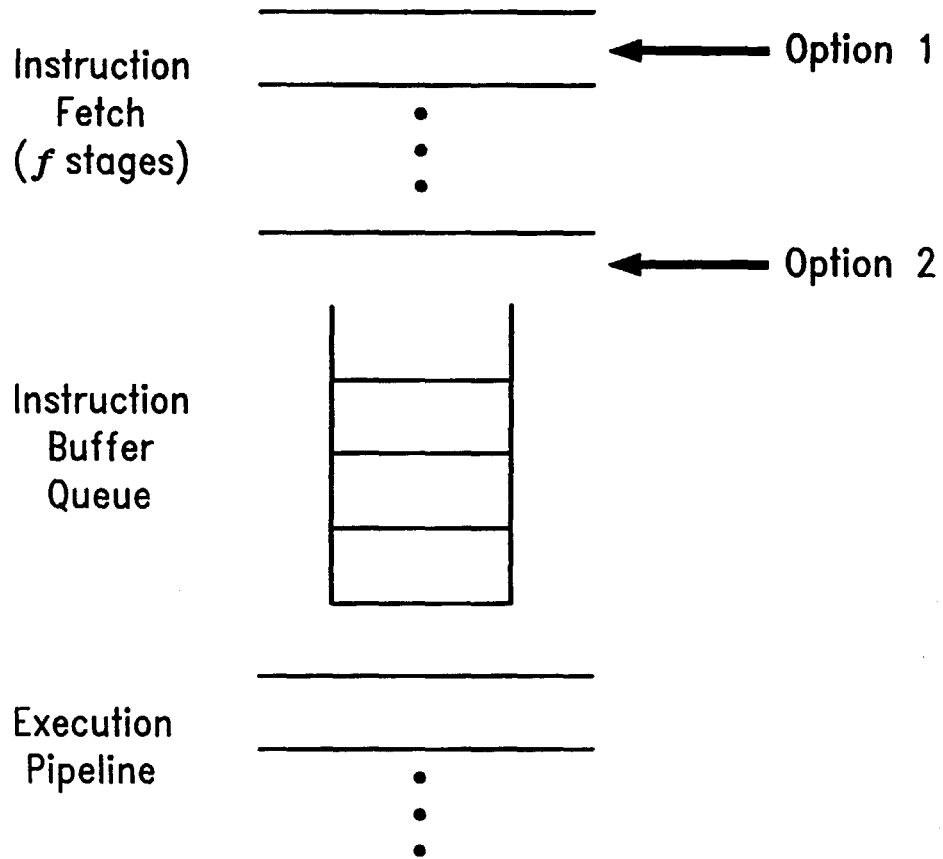 Option 1
Instruction
Fetch
(f stages)
Option 2
Instruction
Buffer
Queue
Execution
Pipeline